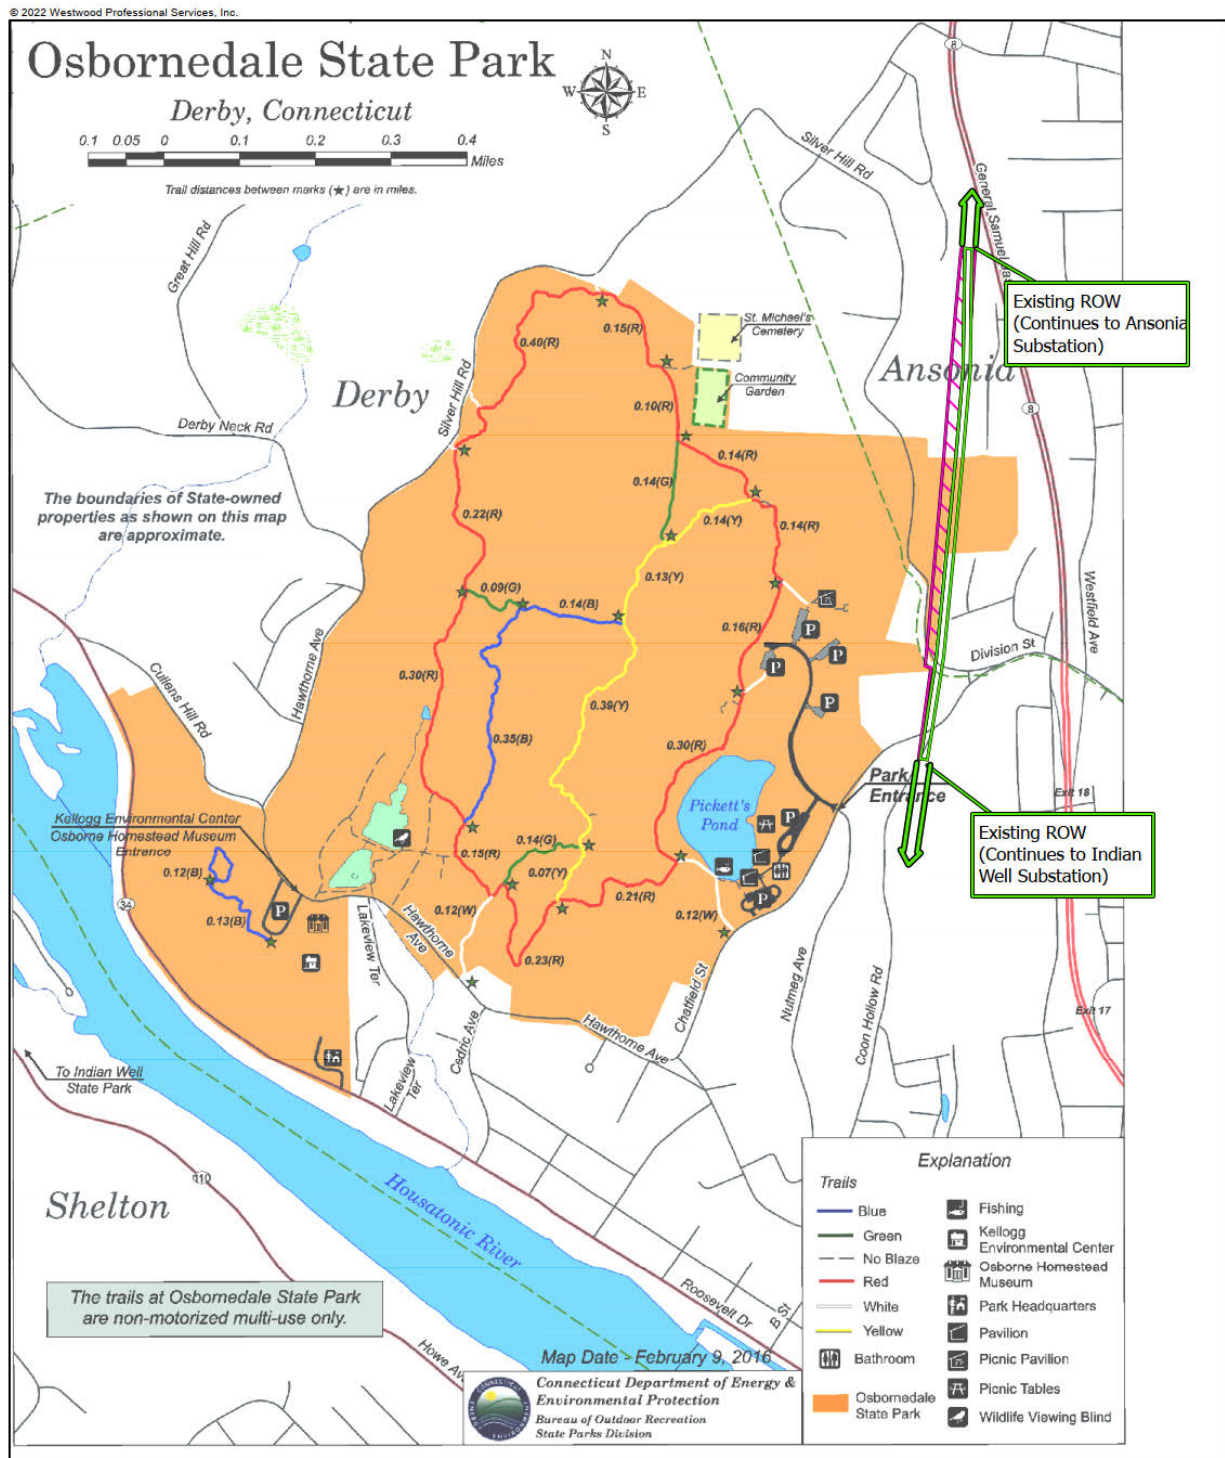 © 2022 Westwood Professional Services, Inc.
Osbornedale State Park
Derby, Connecticut
N
W
E
S
0.1 0.05 0 0.1 0.2 0.3 0.4
Miles
Trail distances between marks (★) are in miles.
8
Silver Hill Rd
General Samuel
Great Hill Rd
Existing ROW
(Continues to Ansonia
Substation)
St. Michael's
Cemetery
0.15(R)
0.40(R)
Silver Hill Rd
Derby
Ansonia
Community
Garden
0.10(R)
8
Derby Neck Rd
0.14(R)
0.14(G)
The boundaries of State-owned
properties as shown on this map
are approximate.
0.22(R)
0.14(Y)
0.14(R)
0.13(Y)
0.09(G)
0.14(B)
Westfield Ave
0.16(R)
P
P
P
P
Division St
Hawthorne Ave
Cullens Hill Rd
0.30(R)
0.39(Y)
0.35(B)
0.30(R)
Park
Entrance
Exit 18
Pickett's
Pond
P
Kellogg Environmental Center
Osborne Homestead Museum
Entrance
Existing ROW
(Continues to Indian
Well Substation)
0.14(G)
0.15(R)
0.12(B)
0.07(Y)
0.21(R)
P
34
0.13(B)
P
0.12(W)
Hawthorne
Ave
0.12(W)
Lakeview Ter
0.23(R)
Nutmeg Ave
Chatfield St
Coon Hollow Rd
Exit 17
Cedric Ave
Hawthorne Ave
To Indian Well
State Park
Lakeview
Ter
Shelton
110
Housatonic River
Roosevelt Dr
B St
Howe
The trails at Osbornedale State Park
are non-motorized multi-use only.
Map Date - February 9, 2016
Connecticut Department of Energy &
Environmental Protection
Bureau of Outdoor Recreation
State Parks Division
Explanation
Trails
Blue
Green
No Blaze
Red
White
Yellow
Bathroom
Osbornedale
State Park
Fishing
Kellogg
Environmental Center
Osborne Homestead
Museum
Park Headquarters
Pavilion
Picnic Pavilion
Picnic Tables
Wildlife Viewing Blind